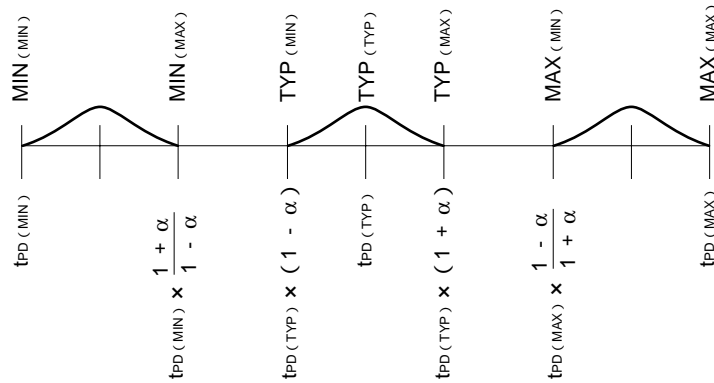 MIN(MIN)
MIN(MAX)
TYP(MIN)
TYP(TYP)
TYP(MAX)
MAX(MIN)
MAX(MAX)
tPD(MIN)
tPD(MIN) × 1 + α / 1 - α
tPD(TYP) × ( 1 - α )
tPD(TYP)
tPD(TYP) × ( 1 + α )
tPD(MAX) × 1 - α / 1 + α
tPD(MAX)